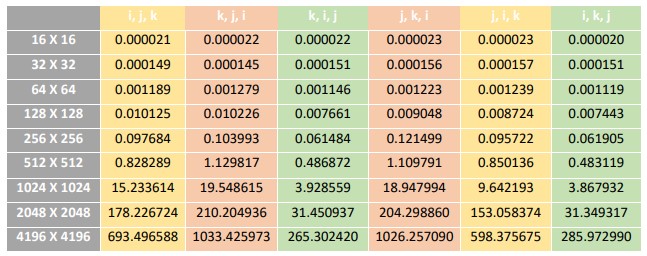 i, j, k k, j, i k, i, j j, k, i j, i, k i, k, j
16 X 16 0.000021 0.000022 0.000022 0.000023 0.000023 0.000020
32 X 32 0.000149 0.000145 0.000151 0.000156 0.000157 0.000151
64 X 64 0.001189 0.001279 0.001146 0.001223 0.001239 0.001119
128 X 128 0.010125 0.010226 0.007661 0.009048 0.008724 0.007443
256 X 256 0.097684 0.103993 0.061484 0.121499 0.095722 0.061905
512 X 512 0.828289 1.129817 0.486872 1.109791 0.850136 0.483119
1024 X 1024 15.233614 19.548615 3.928559 18.947994 9.642193 3.867932
2048 X 2048 178.226724 210.204936 31.450937 204.298860 153.058374 31.349317
4196 X 4196 693.496588 1033.425973 265.302420 1026.257090 598.375675 285.972990